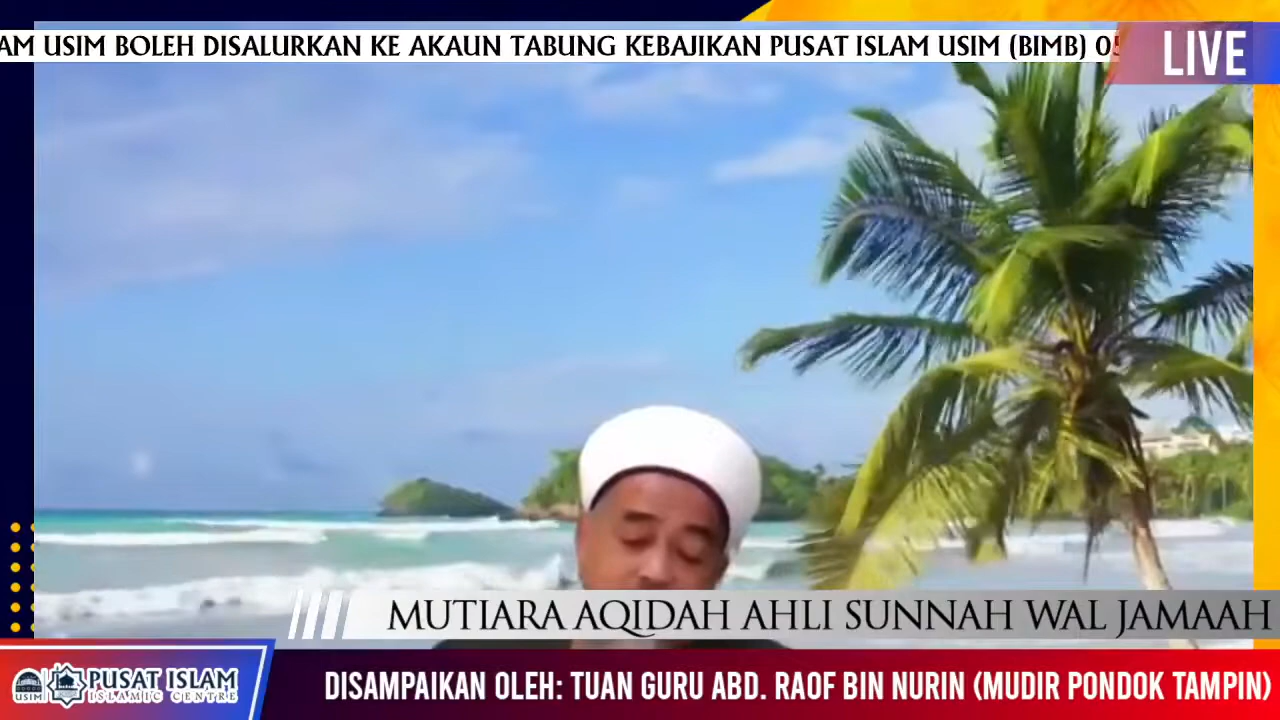 AM USIM BOLEH DISALURKAN KE AKAUN TABUNG KEBAJIKAN PUSAT ISLAM USIM (BIMB) 05
LIVE
MUTIARA AQIDAH AHLI SUNNAH WAL JAMAAH
USIM
PUSAT ISLAM
ISLAMIC CENTRE
DISAMPAIKAN OLEH: TUAN GURU ABD. RAOF BIN NURIN (MUDIR PONDOK TAMPIN)